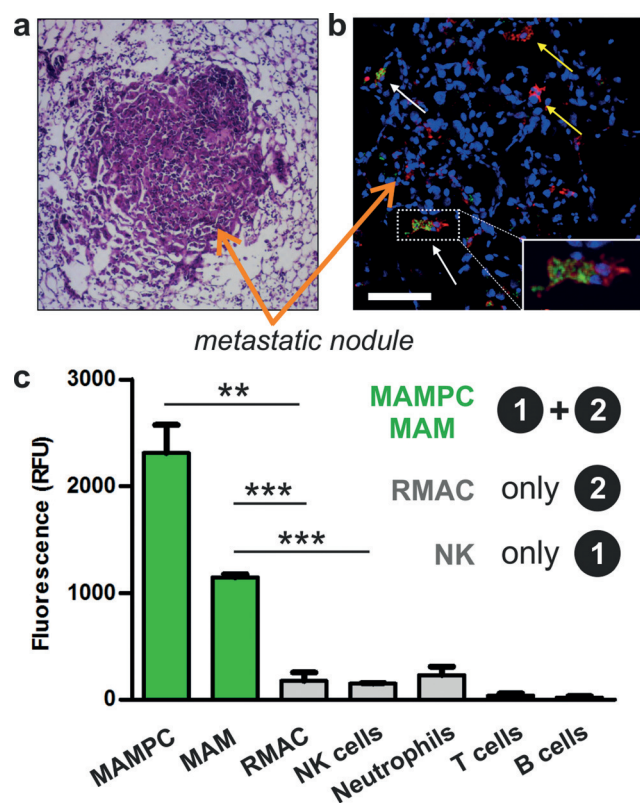 a
b
metastatic nodule
c
3000
2000
1000
0
Fluorescence (RFU)
**
***
***
MAMPC
MAM
1 + 2
RMAC only 2
NK only 1
MAMPC
MAM
RMAC
NK cells
Neutrophils
T cells
B cells